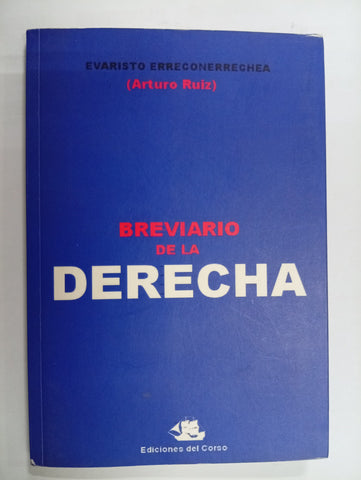 EVARISTO ERRECONERRECHEA
(Arturo Ruiz)
BREVIARIO
DE LA
DERECHA
Ediciones del Corso